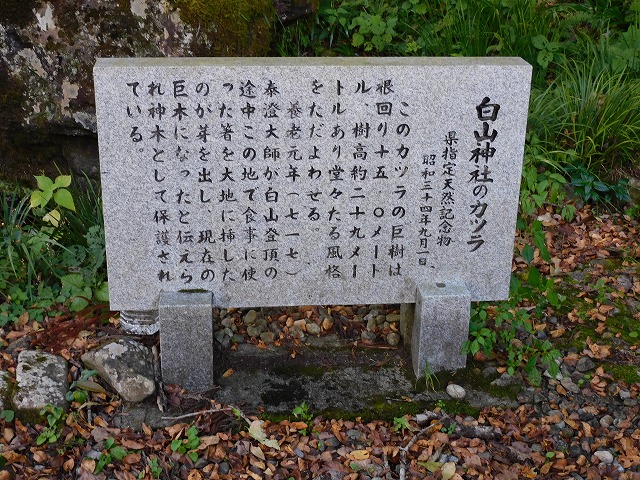 白山神社のカツラ
県指定天然記念物
昭和三十四年九月一日、
このカツラの巨樹は
根回り十五.〇メート
ル、樹高約二十九メー
トルあり堂々たる風格
をただよわせる。
養老元年(七一七)
泰澄大師が白山登頂の
途中この地で食事に使
った箸を大地に挿した
のが芽を出し、現在の
巨木になったと伝えら
れ神木として保護され
ている。